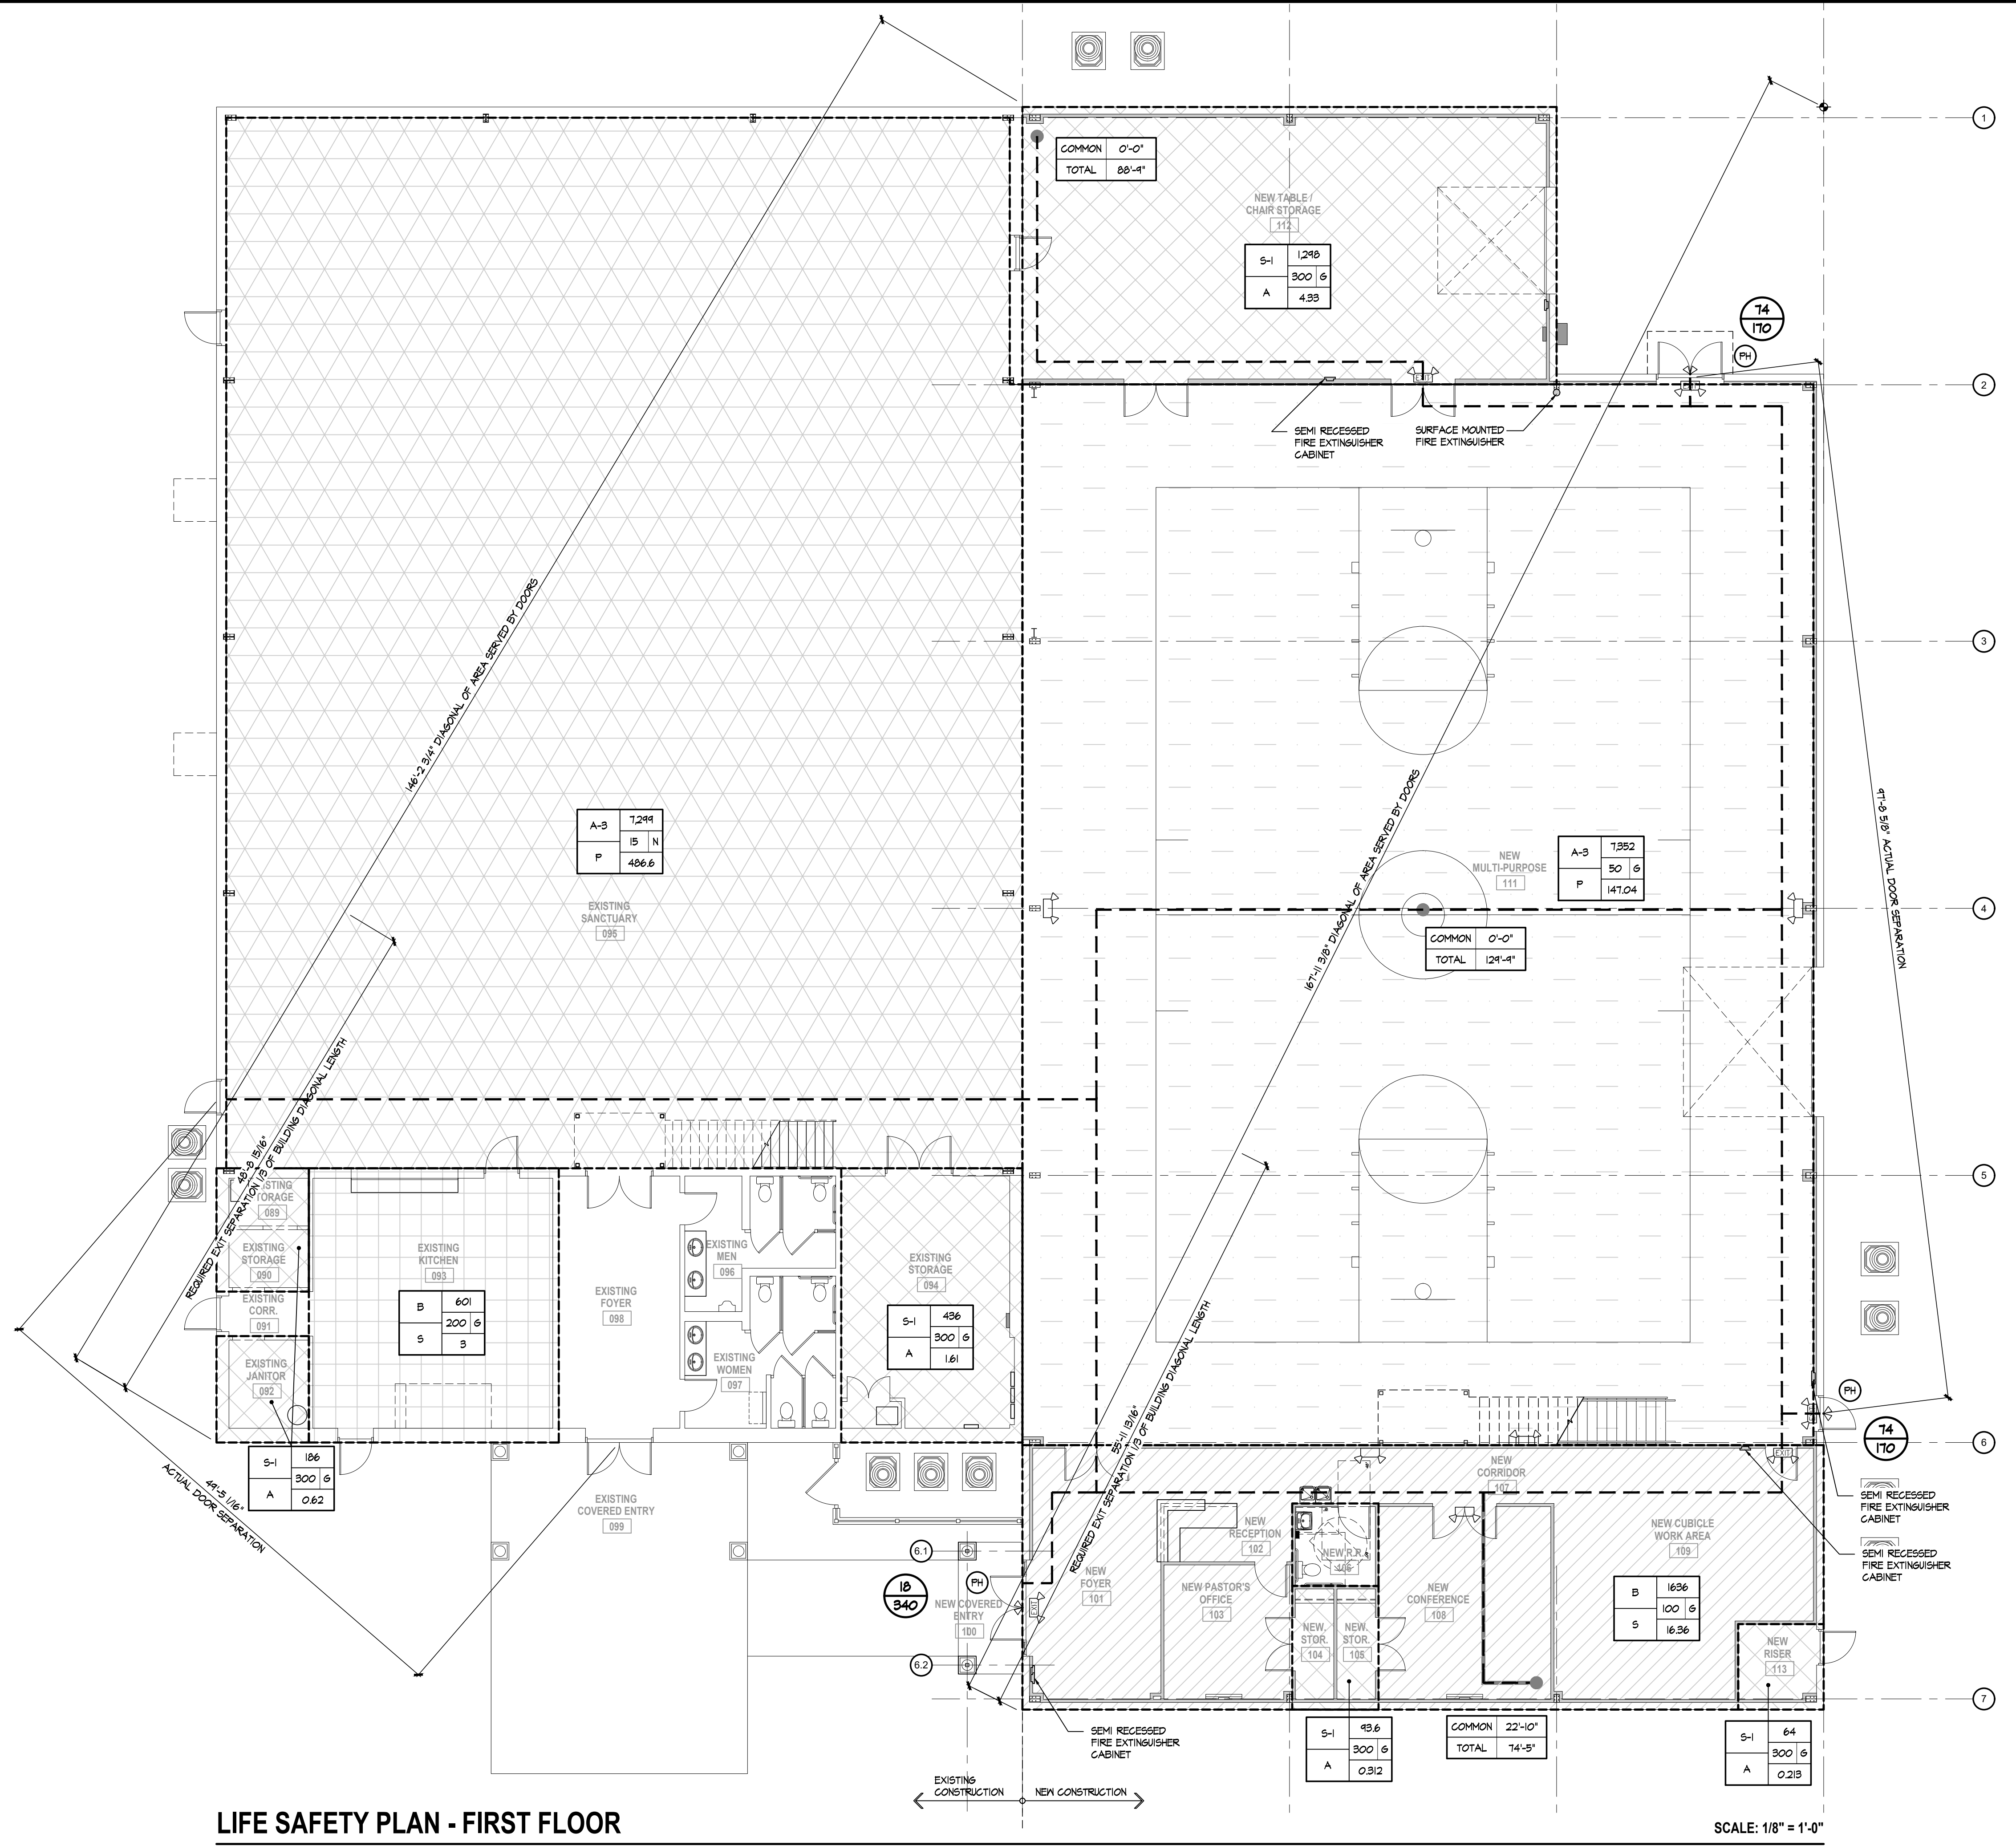 1
COMMON 0'-0"
TOTAL 88'-9"
NEW TABLE /
CHAIR STORAGE
112
S-1 1,298
300 G
A 4.33
74
170
PH
EXIT
2
SEMI RECESSED
FIRE EXTINGUISHER
CABINET
SURFACE MOUNTED
FIRE EXTINGUISHER
3
146'-2 3/4" DIAGONAL OF AREA SERVED BY DOORS
167'-11 3/8" DIAGONAL OF AREA SERVED BY DOORS
97'-8 5/8" ACTUAL DOOR SEPARATION
A-3 7,299
15 N
P 486.6
EXISTING
SANCTUARY
095
NEW
MULTI-PURPOSE
111
A-3 7,352
50 G
P 147.04
4
COMMON 0'-0"
TOTAL 129'-9"
48'-8 15/16"
REQUIRED EXIT SEPARATION 1/3 OF BUILDING DIAGONAL LENGTH
5
EXISTING
STORAGE
089
EXISTING
STORAGE
090
EXISTING
CORR.
091
EXISTING
JANITOR
092
EXISTING
KITCHEN
093
B 601
200 G
S 3
EXISTING
FOYER
098
EXISTING
MEN
096
EXISTING
WOMEN
097
EXISTING
STORAGE
094
S-1 436
300 G
A 1.61
55'-11 13/16"
REQUIRED EXIT SEPARATION 1/3 OF BUILDING DIAGONAL LENGTH
PH
74
170
6
S-1 186
300 G
A 0.62
49'-5 1/16"
ACTUAL DOOR SEPARATION
EXISTING
COVERED ENTRY
099
NEW
CORRIDOR
107
EXIT
SEMI RECESSED
FIRE EXTINGUISHER
CABINET
SEMI RECESSED
FIRE EXTINGUISHER
CABINET
6.1
18
340
PH
EXIT
NEW COVERED
ENTRY
100
6.2
NEW
FOYER
101
NEW
RECEPTION
102
NEW PASTOR'S
OFFICE
103
NEW R.R.
106
NEW
STOR.
104
NEW
STOR.
105
NEW
CONFERENCE
108
NEW CUBICLE
WORK AREA
109
B 1636
100 G
S 16.36
NEW
RISER
113
7
SEMI RECESSED
FIRE EXTINGUISHER
CABINET
S-1 93.6
300 G
A 0.312
COMMON 22'-10"
TOTAL 74'-5"
S-1 64
300 G
A 0.213
EXISTING
CONSTRUCTION
NEW CONSTRUCTION
LIFE SAFETY PLAN - FIRST FLOOR
SCALE: 1/8" = 1'-0"